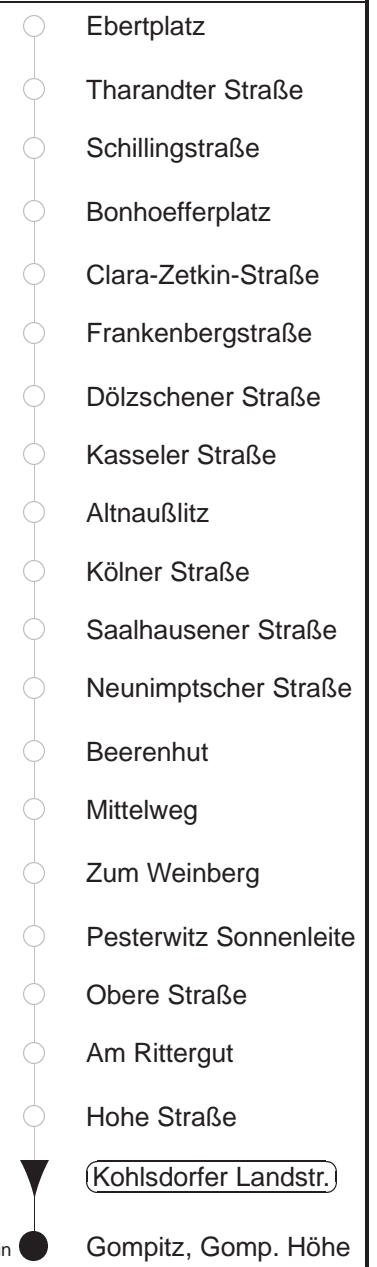 Ebertplatz
Tharandter Straße
Schillingstraße
Bonhoefferplatz
Clara-Zetkin-Straße
Frankenbergstraße
Dölzschener Straße
Kasseler Straße
Altnaußlitz
Kölner Straße
Saalhausener Straße
Neunimptscher Straße
Beerenhut
Mittelweg
Zum Weinberg
Pesterwitz Sonnenleite
Obere Straße
Am Rittergut
Hohe Straße
Kohlsdorfer Landstr.
in Gompitz, Gomp. Höhe